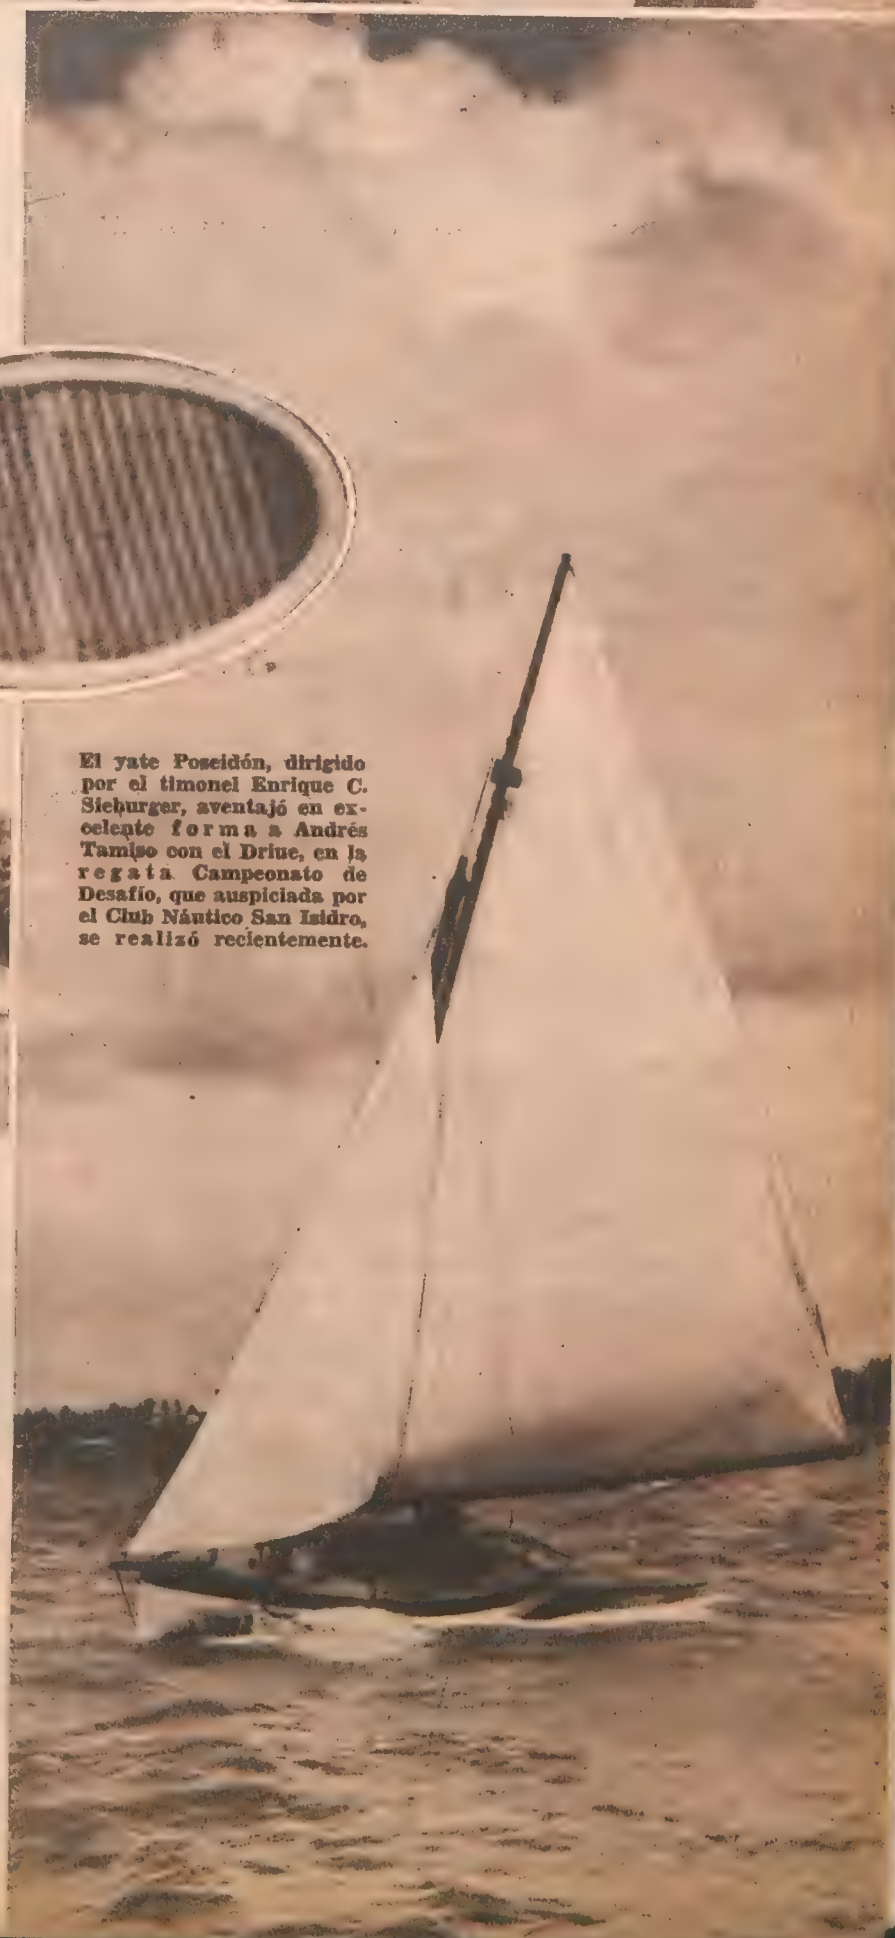 El yate Poseidón, dirigido
por el timonel Enrique C.
Sieburger, aventajó en ex-
celente forma a Andrés
Tamiso con el Driue, en la
regata Campeonato de
Desafío, que auspiciada por
el Club Náutico San Isidro,
se realizó recientemente.